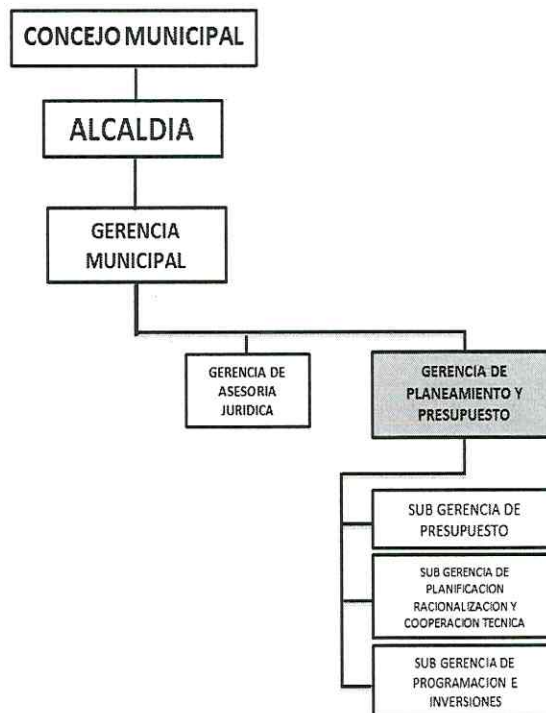 CONCEJO MUNICIPAL
ALCALDIA
GERENCIA
MUNICIPAL
GERENCIA DE
ASESORIA
JURIDICA
GERENCIA DE
PLANEAMIENTO Y
PRESUPUESTO
SUB GERENCIA DE
PRESUPUESTO
SUB GERENCIA DE
PLANIFICACION
RACIONALIZACION Y
COOPERACION TECNICA
SUB GERENCIA DE
PROGRAMACION E
INVERSIONES